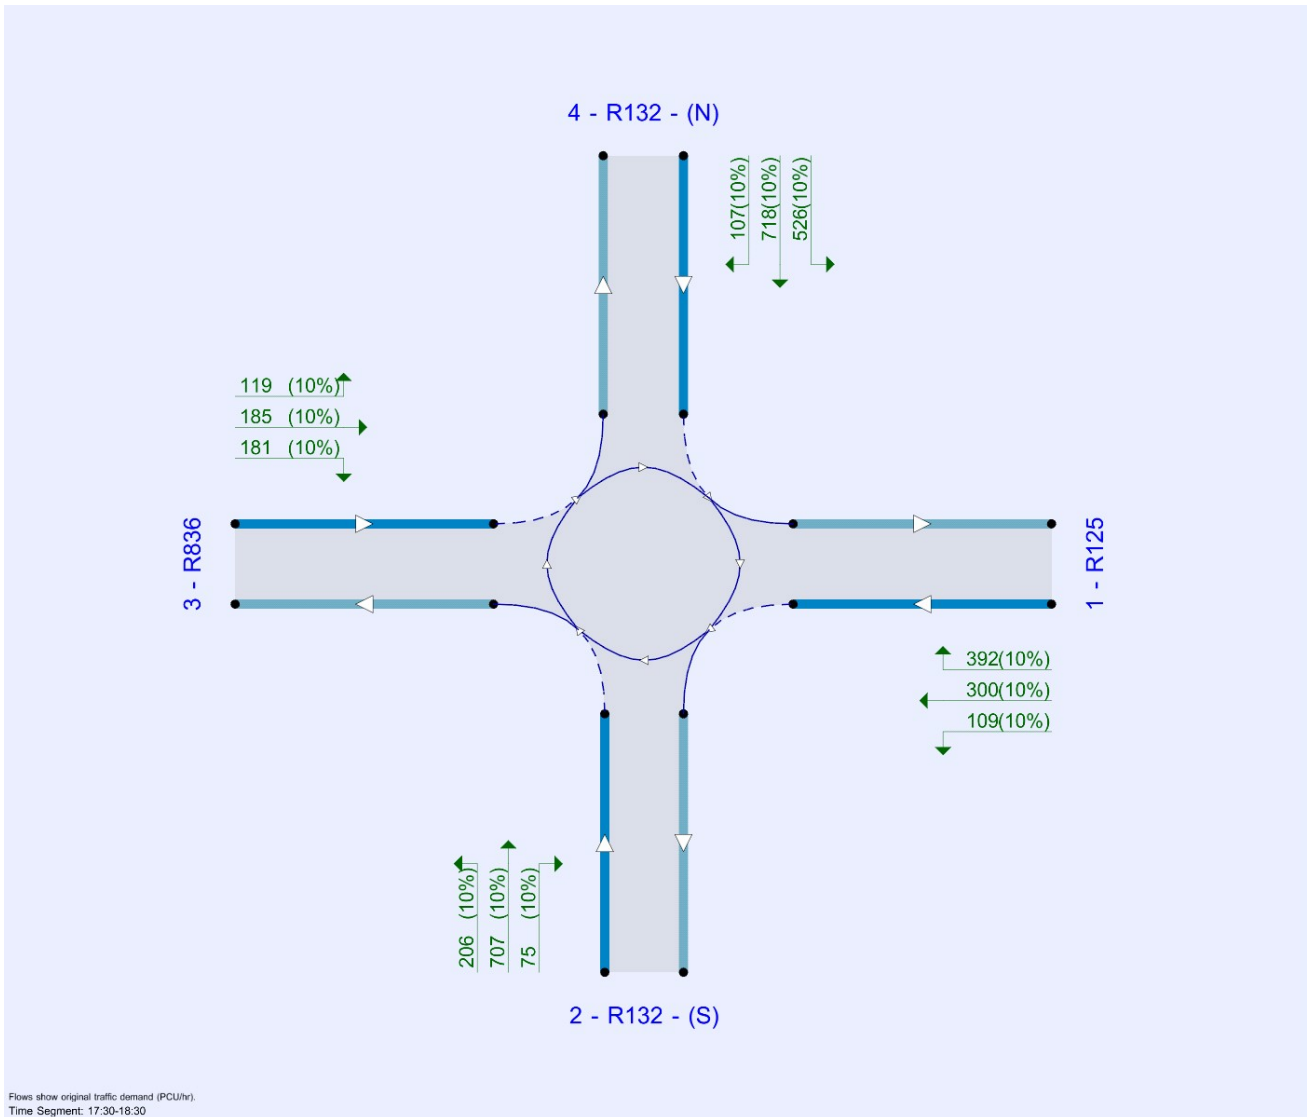 4 - R132 - (N)
107(10%)
718(10%)
526(10%)
119 (10%)
185 (10%)
181 (10%)
3 - R836
1 - R125
392(10%)
300(10%)
109(10%)
206 (10%)
707 (10%)
75 (10%)
2 - R132 - (S)
Flows show original traffic demand (PCU/hr).
Time Segment: 17:30-18:30